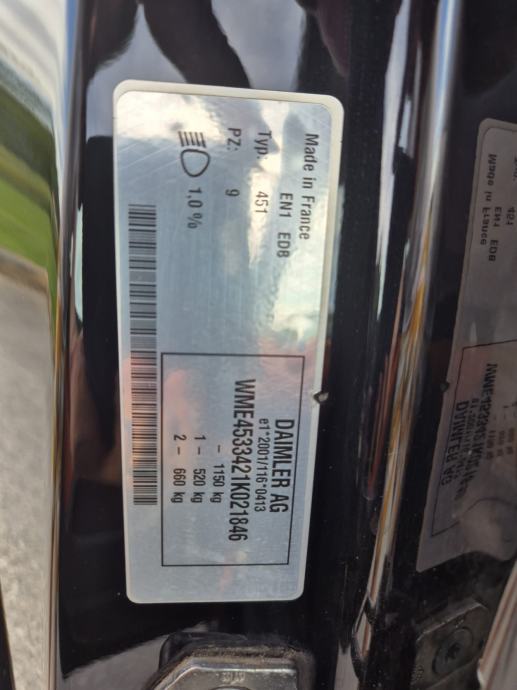 Made in France
EN1 EDB
Typ: 451
PZ: 9
1,0 %
DAIMLER AG
e1*2001/116*0413
WME4533421K021846
- 1150 kg
1 - 520 kg
2 - 660 kg